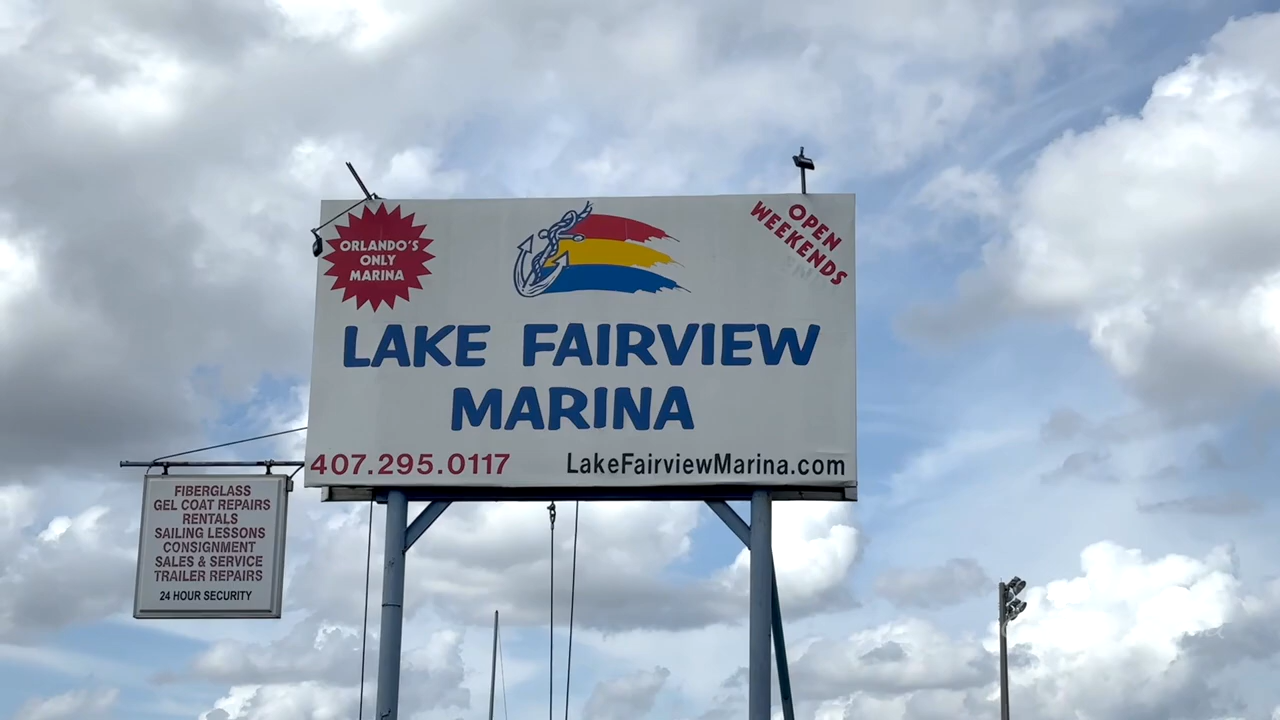 ORLANDO'S
ONLY
MARINA
OPEN
WEEKENDS
LAKE FAIRVIEW
MARINA
407.295.0117
LakeFairviewMarina.com
FIBERGLASS
GEL COAT REPAIRS
RENTALS
SAILING LESSONS
CONSIGNMENT
SALES & SERVICE
TRAILER REPAIRS
24 HOUR SECURITY